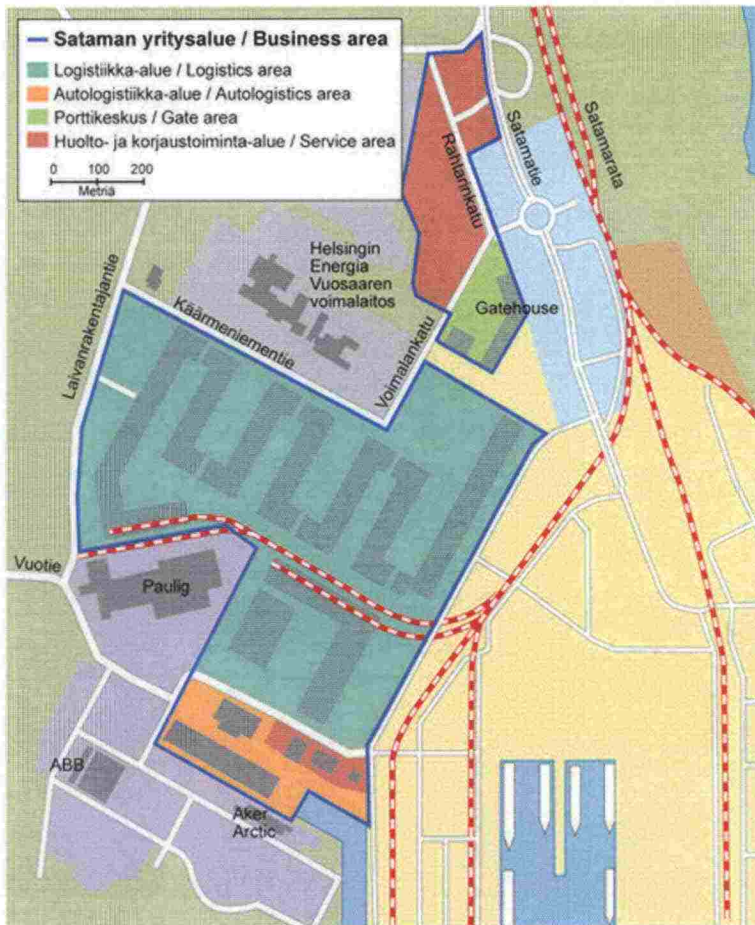 Sataman yritysalue / Business area
Logistiikka-alue / Logistics area
Autologistiikka-alue / Autologistics area
Porttikeskus / Gate area
Huolto- ja korjaustoiminta-alue / Service area
0 100 200
Metriä
Satamatie
Satamarata
Rahtarinkatu
Helsingin
Energia
Vuosaaren
voimalaitos
Gatehouse
Laivanrakentajantie
Käärmeniementie
Voimalankatu
Vuotie
Paulig
ABB
Aker
Arctic